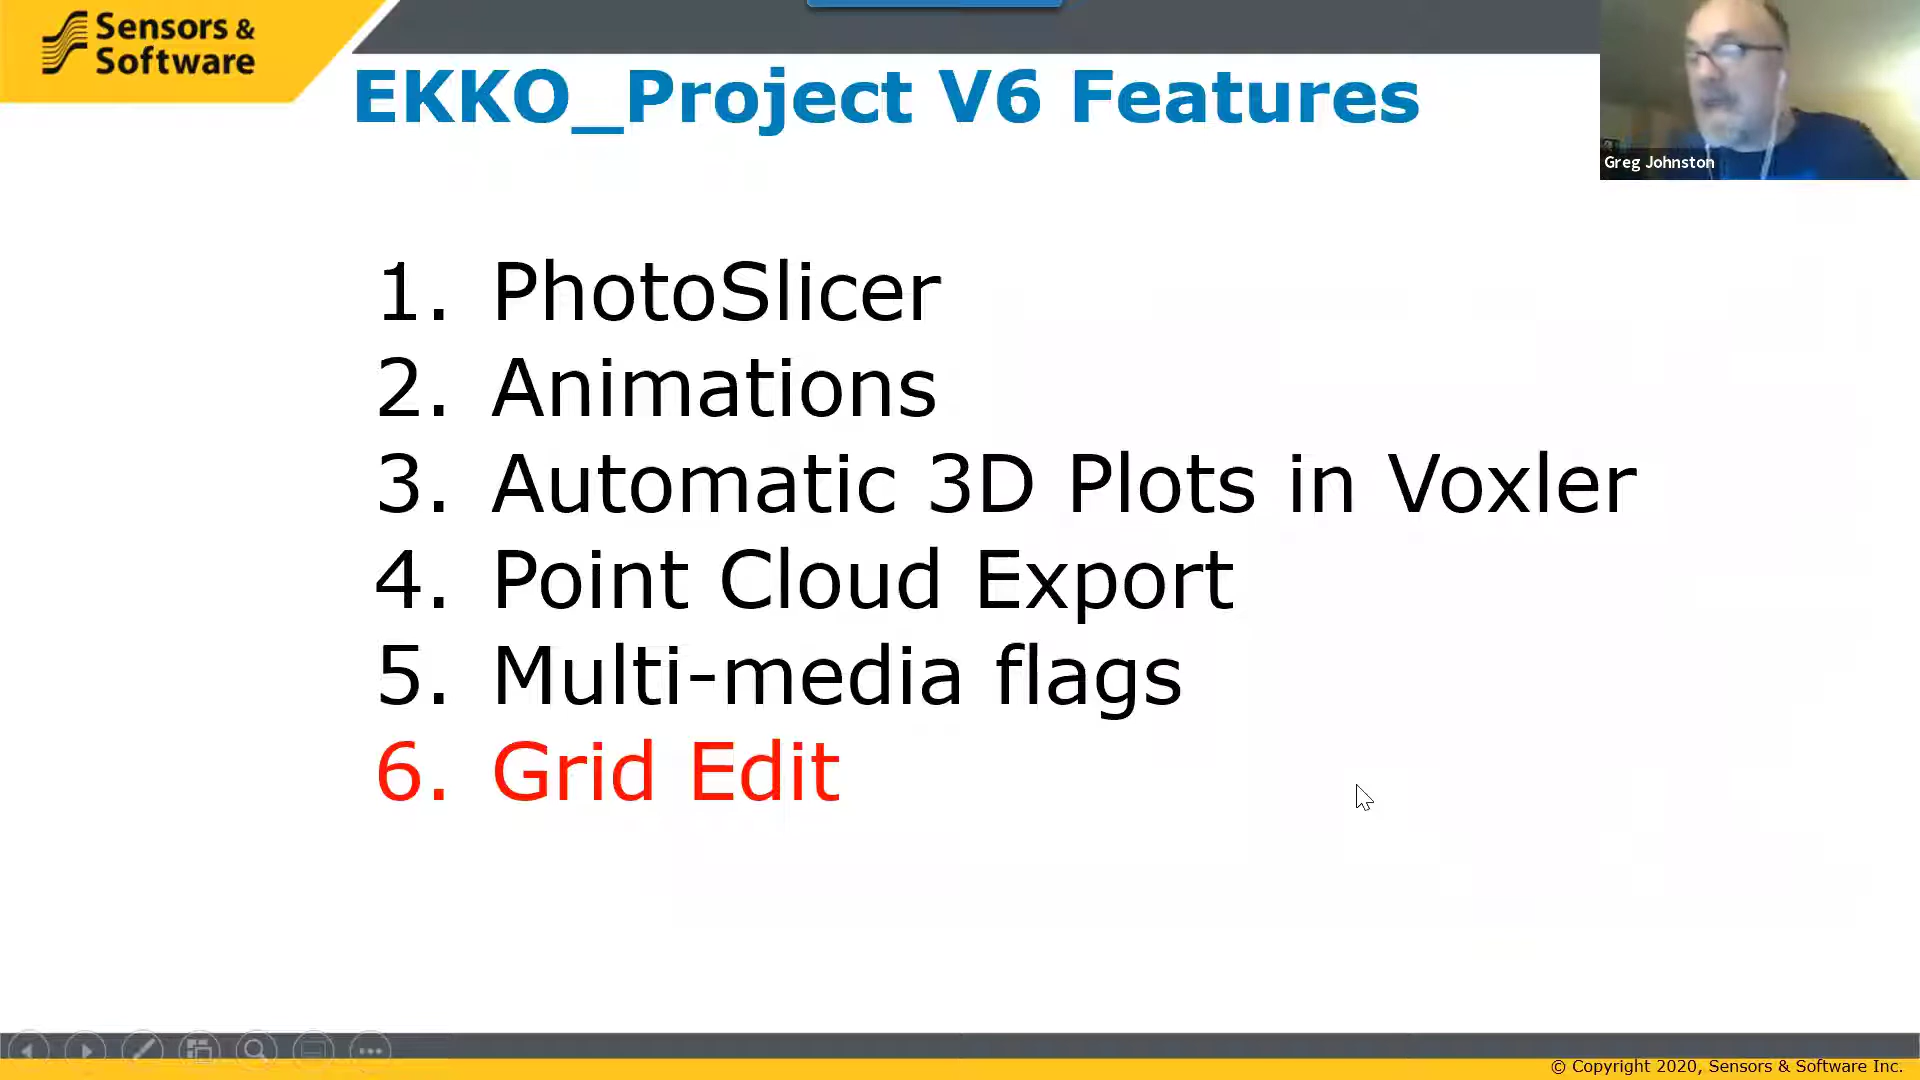 Sensors &
Software
EKKO_Project V6 Features
Greg Johnston
1. PhotoSlicer
2. Animations
3. Automatic 3D Plots in Voxler
4. Point Cloud Export
5. Multi-media flags
6. Grid Edit
© Copyright 2020, Sensors & Software Inc.